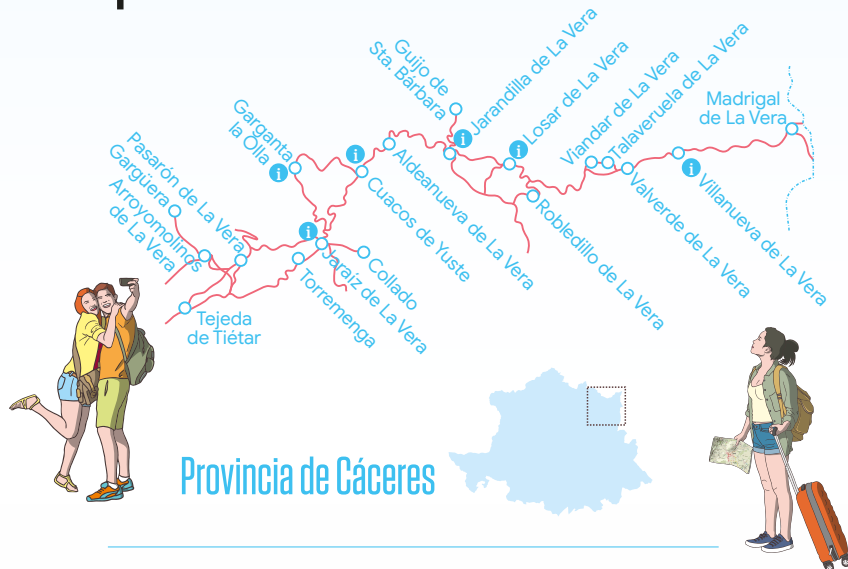 Guijo de
Sta. Bárbara
Jarandilla de La Vera
i
Losar de La Vera
i
Viandar de La Vera
Talaveruela de La Vera
Madrigal
de La Vera
Garganta
la Olla
i
i
Pasarón de La Vera
Gargüera
Arroyomolinos
de La Vera
Aldeanueva de La Vera
Cuacos de Yuste
Robledillo de La Vera
Valverde de La Vera
i
Villanueva de La Vera
i
Jaraíz de La Vera
Collado
Torremenga
Tejeda
de Tiétar
Provincia de Cáceres